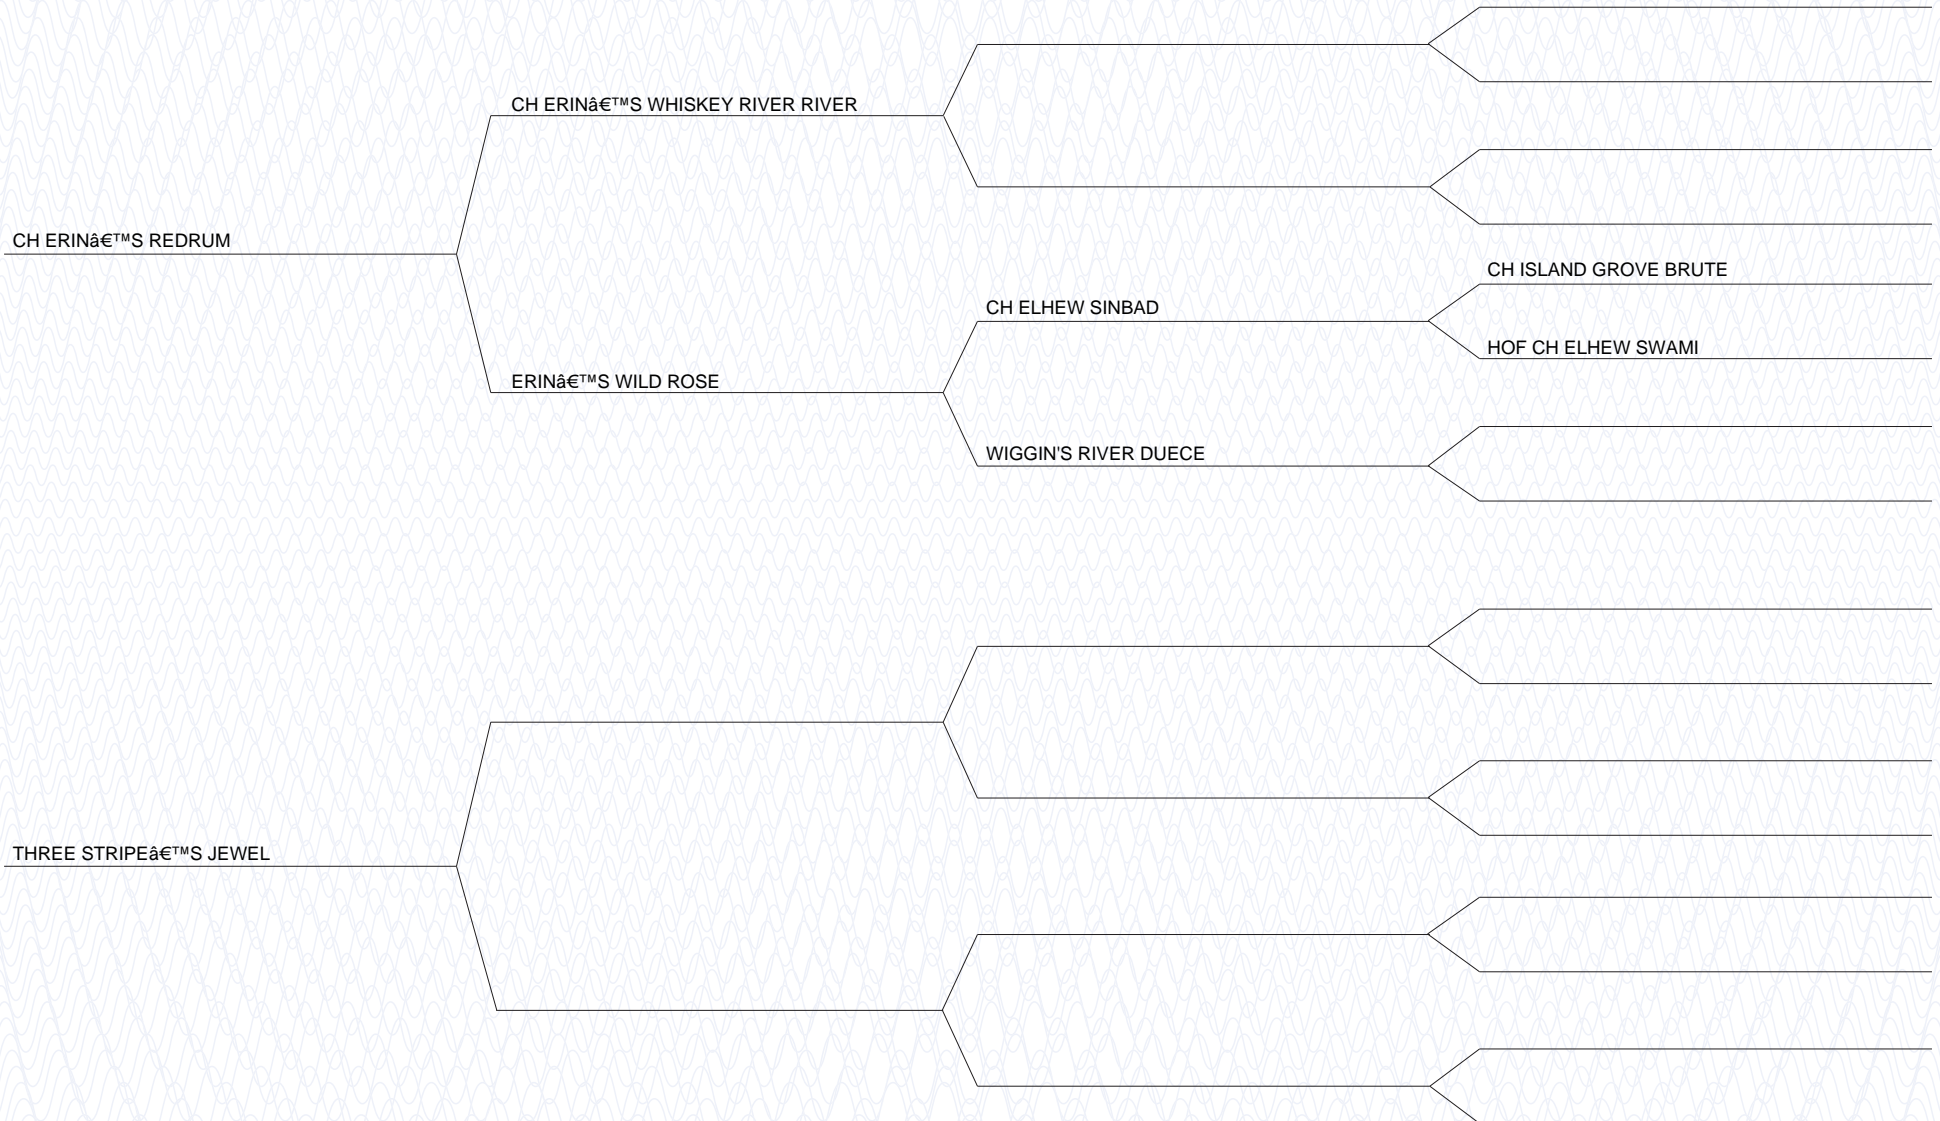 CH ERINâ€™S WHISKEY RIVER RIVER
CH ERINâ€™S REDRUM
CH ISLAND GROVE BRUTE
CH ELHEW SINBAD
HOF CH ELHEW SWAMI
ERINâ€™S WILD ROSE
WIGGIN'S RIVER DUECE
THREE STRIPEâ€™S JEWEL